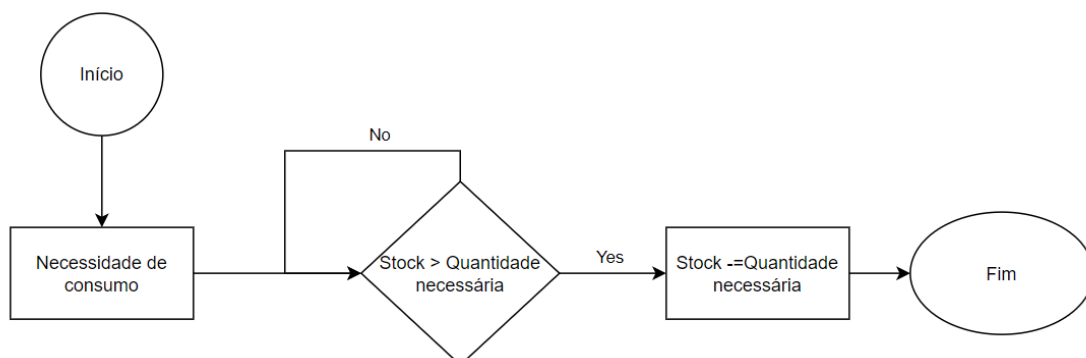 Início
No
Necessidade de
consumo
Stock > Quantidade
necessária
Yes
Stock -=Quantidade
necessária
Fim